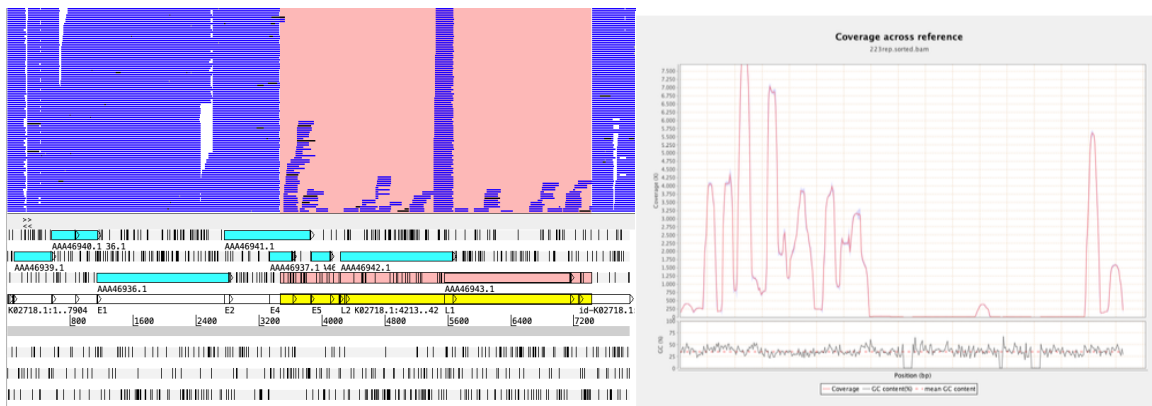 >>
<<
AAA46940.1 36.1
AAA46941.1
AAA46939.1
AAA46937.1
AAA46942.1
AAA46936.1
AAA46943.1
K02718.1:1..7904 E1 E2 E4 E5 L2 K02718.1:4213..42 L1 id-K02718.1:
800 1600 2400 3200 4000 4800 5600 6400 7200
Coverage across reference
223rep.sorted.bam
7.500
7.250
7.000
6.750
6.500
6.250
6.000
5.750
5.500
5.250
5.000
4.750
4.500
4.250
4.000
3.750
3.500
3.250
3.000
2.750
2.500
2.250
2.000
1.750
1.500
1.250
1.000
750
500
250
0
Coverage (X)
100
75
50
25
0
GC (%)
Position (bp)
Coverage GC content(%) mean GC content